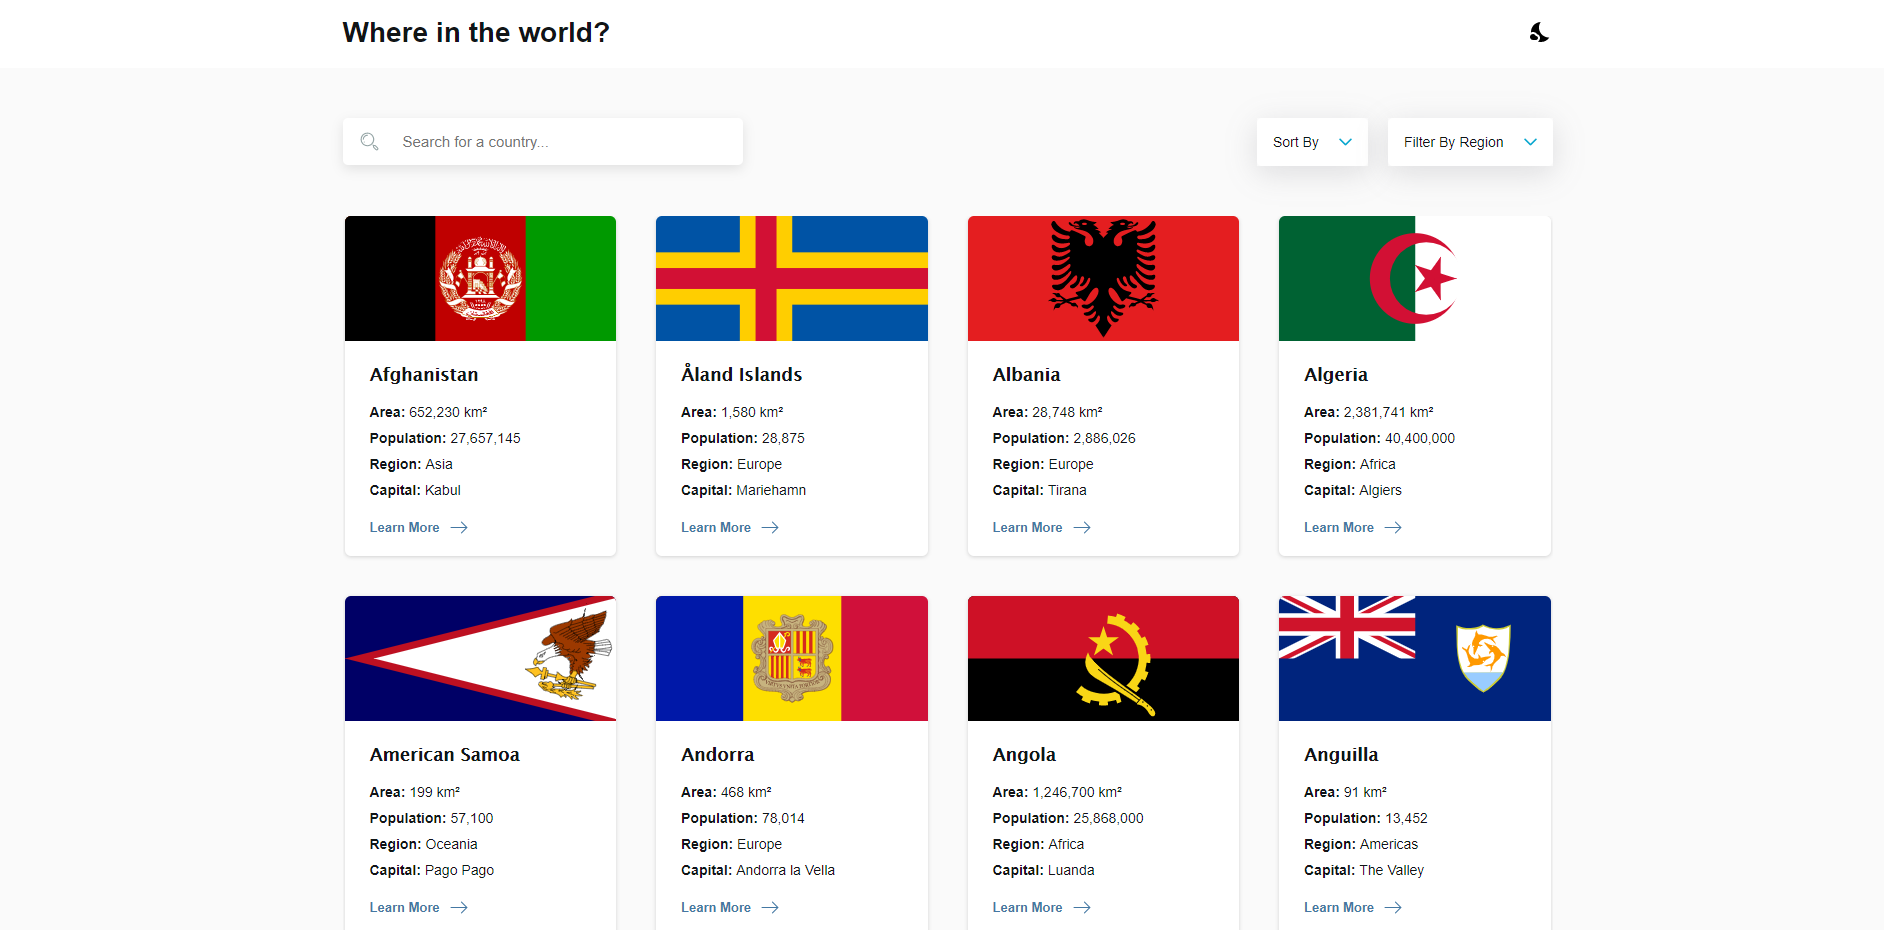 Where in the world?
Search for a country...
Sort By
Filter By Region
Afghanistan
Area: 652,230 km²
Population: 27,657,145
Region: Asia
Capital: Kabul
Learn More
Åland Islands
Area: 1,580 km²
Population: 28,875
Region: Europe
Capital: Mariehamn
Learn More
Albania
Area: 28,748 km²
Population: 2,886,026
Region: Europe
Capital: Tirana
Learn More
Algeria
Area: 2,381,741 km²
Population: 40,400,000
Region: Africa
Capital: Algiers
Learn More
American Samoa
Area: 199 km²
Population: 57,100
Region: Oceania
Capital: Pago Pago
Learn More
Andorra
Area: 468 km²
Population: 78,014
Region: Europe
Capital: Andorra la Vella
Learn More
Angola
Area: 1,246,700 km²
Population: 25,868,000
Region: Africa
Capital: Luanda
Learn More
Anguilla
Area: 91 km²
Population: 13,452
Region: Americas
Capital: The Valley
Learn More